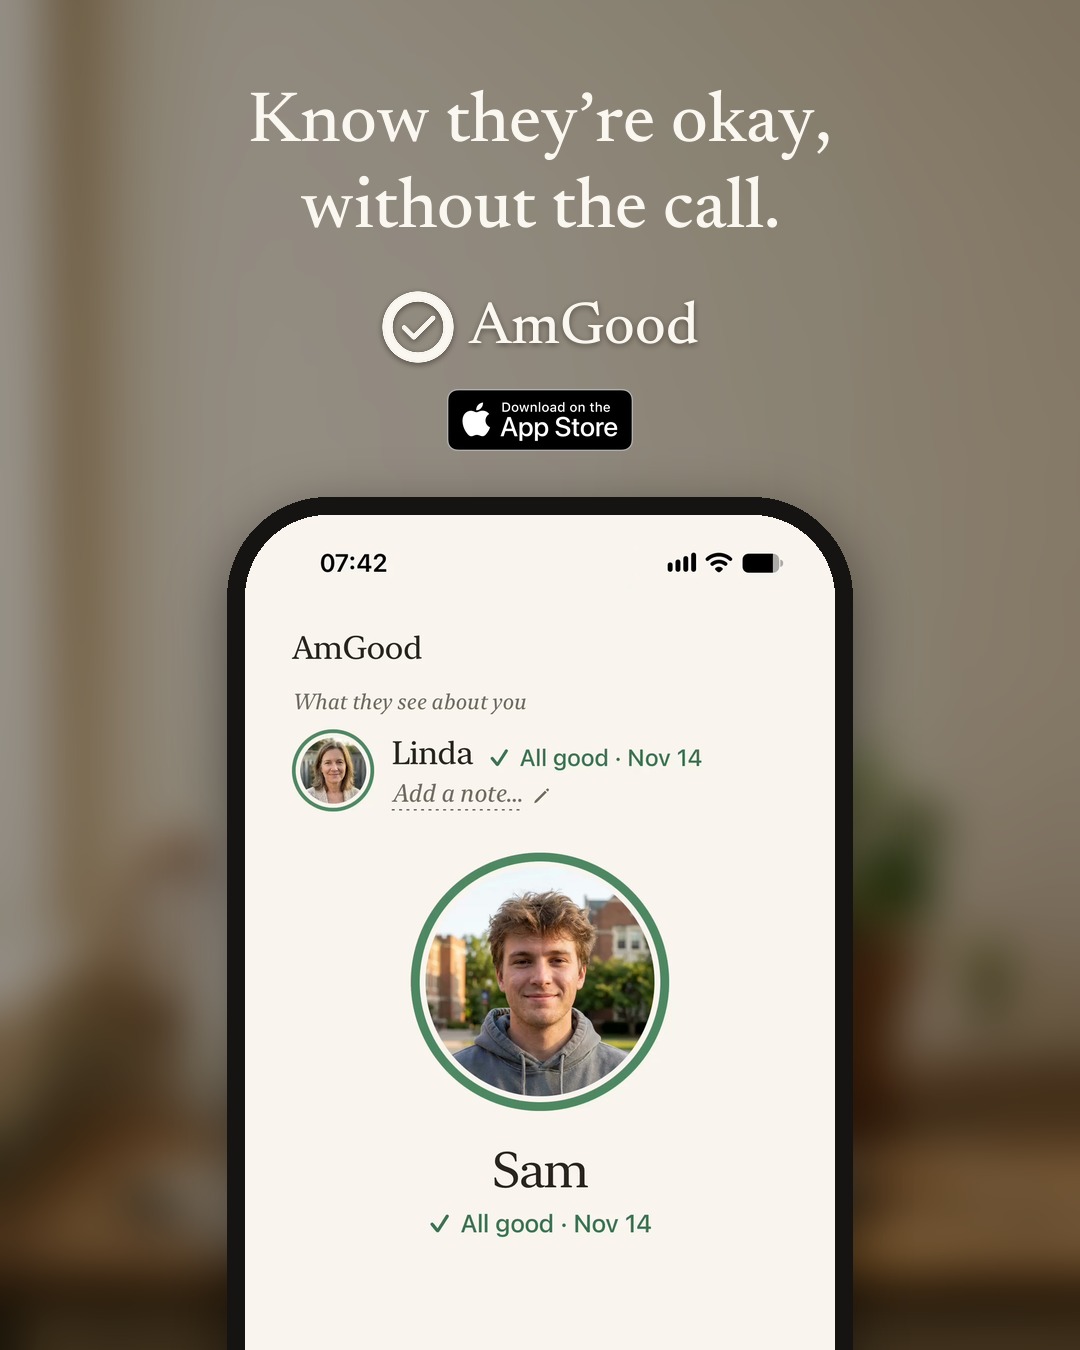 Know they’re okay,
without the call.
AmGood
Download on the
App Store
07:42
AmGood
What they see about you
Linda ✓ All good · Nov 14
Add a note...
Sam
✓ All good · Nov 14